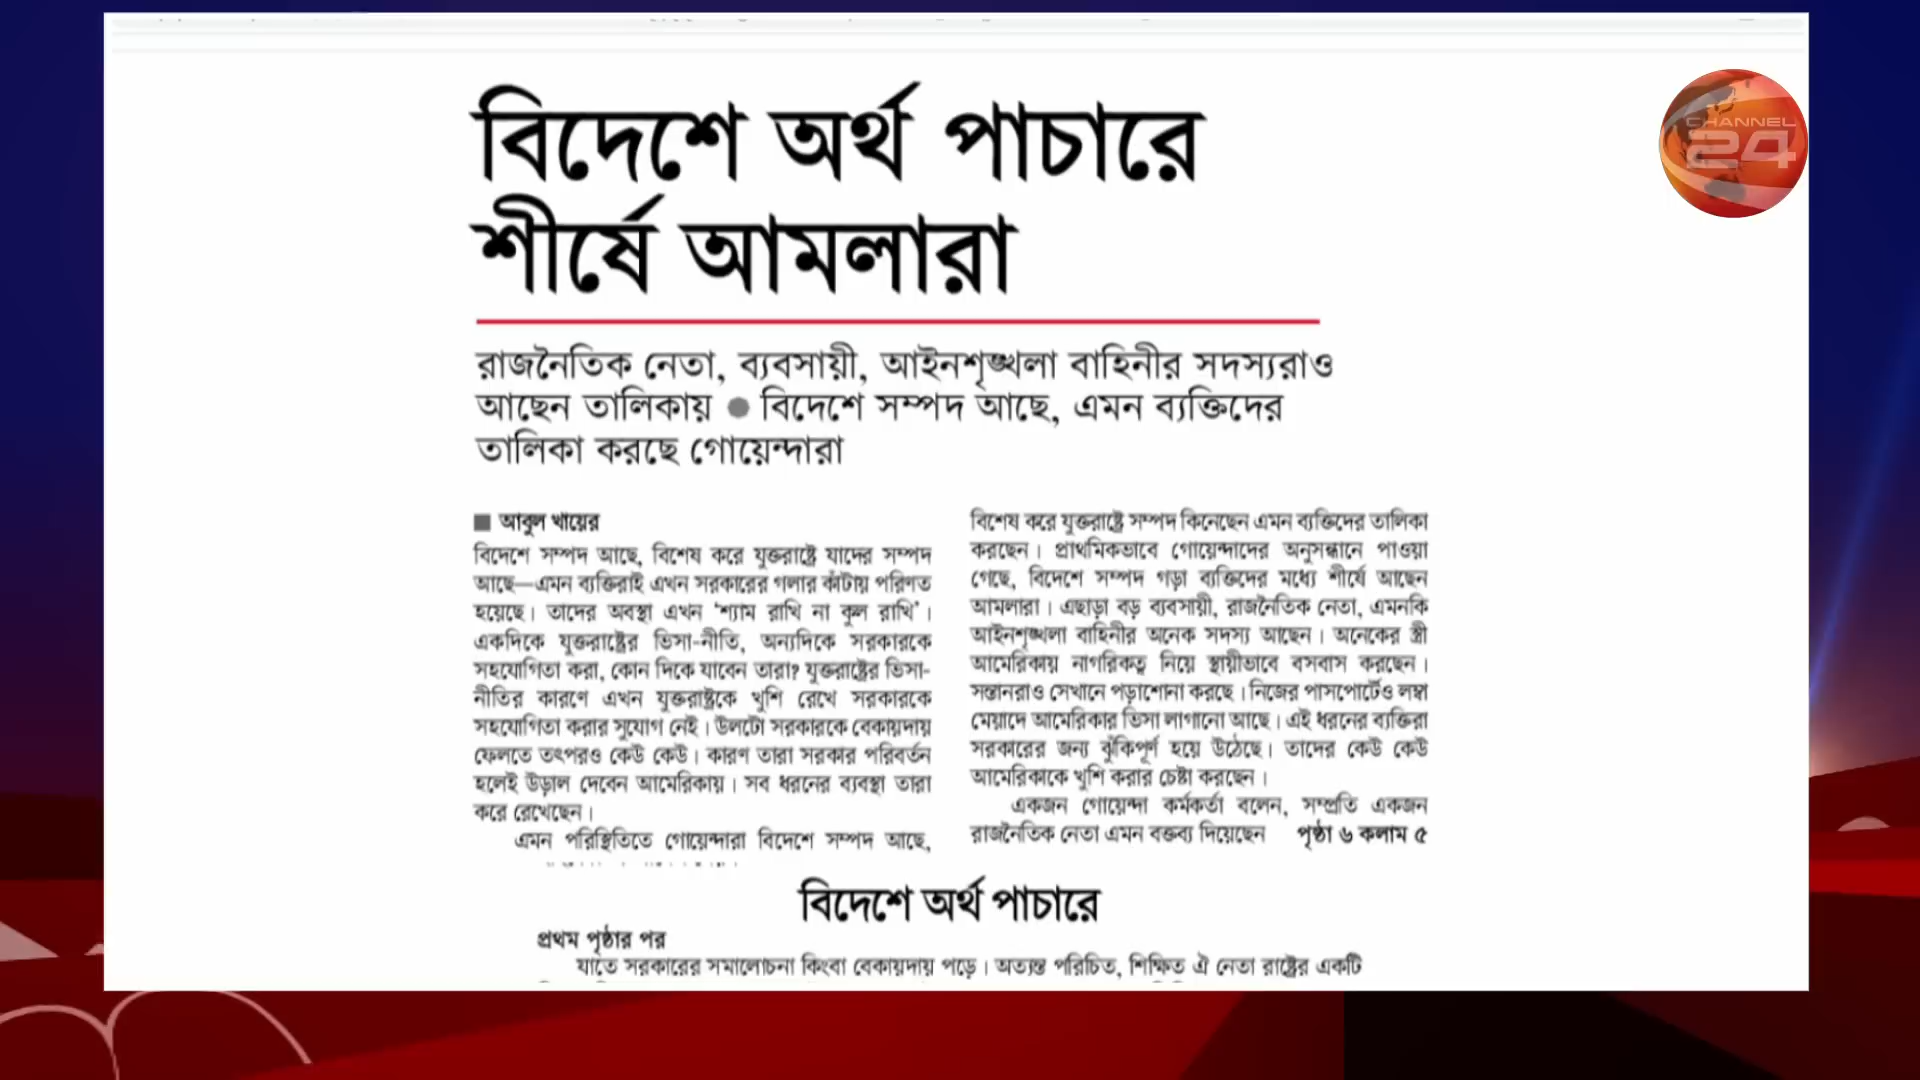 CHANNEL
24
বিদেশে অর্থ পাচারে
শীর্ষে আমলারা
রাজনৈতিক নেতা, ব্যবসায়ী, আইনশৃঙ্খলা বাহিনীর সদস্যরাও
আছেন তালিকায় ● বিদেশে সম্পদ আছে, এমন ব্যক্তিদের
তালিকা করছে গোয়েন্দারা
■ আবুল খায়ের
বিদেশে সম্পদ আছে, বিশেষ করে যুক্তরাষ্ট্রে যাদের সম্পদ
আছে—এমন ব্যক্তিরাই এখন সরকারের গলার কাঁটায় পরিণত
হয়েছে। তাদের অবস্থা এখন ‘শ্যাম রাখি না কুল রাখি’।
একদিকে যুক্তরাষ্ট্রের ভিসা-নীতি, অন্যদিকে সরকারকে
সহযোগিতা করা, কোন দিকে যাবেন তারা? যুক্তরাষ্ট্রের ভিসা-
নীতির কারণে এখন যুক্তরাষ্ট্রকে খুশি রেখে সরকারকে
সহযোগিতা করার সুযোগ নেই। উলটো সরকারকে বেকায়দায়
ফেলতে তৎপরও কেউ কেউ। কারণ তারা সরকার পরিবর্তন
হলেই উড়াল দেবেন আমেরিকায়। সব ধরনের ব্যবস্থা তারা
করে রেখেছেন।
এমন পরিস্থিতিতে গোয়েন্দারা বিদেশে সম্পদ আছে,
বিশেষ করে যুক্তরাষ্ট্রে সম্পদ কিনেছেন এমন ব্যক্তিদের তালিকা
করছেন। প্রাথমিকভাবে গোয়েন্দাদের অনুসন্ধানে পাওয়া
গেছে, বিদেশে সম্পদ গড়া ব্যক্তিদের মধ্যে শীর্ষে আছেন
আমলারা। এছাড়া বড় ব্যবসায়ী, রাজনৈতিক নেতা, এমনকি
আইনশৃঙ্খলা বাহিনীর অনেক সদস্য আছেন। অনেকের স্ত্রী
আমেরিকায় নাগরিকত্ব নিয়ে স্থায়ীভাবে বসবাস করছেন।
সন্তানরাও সেখানে পড়াশোনা করছে। নিজের পাসপোর্টেও লম্বা
মেয়াদে আমেরিকার ভিসা লাগানো আছে। এই ধরনের ব্যক্তিরা
সরকারের জন্য ঝুঁকিপূর্ণ হয়ে উঠেছে। তাদের কেউ কেউ
আমেরিকাকে খুশি করার চেষ্টা করছেন।
একজন গোয়েন্দা কর্মকর্তা বলেন, সম্প্রতি একজন
রাজনৈতিক নেতা এমন বক্তব্য দিয়েছেন পৃষ্ঠা ৬ কলাম ৫
বিদেশে অর্থ পাচারে
প্রথম পৃষ্ঠার পর
যাতে সরকারের সমালোচনা কিংবা বেকায়দায় পড়ে। অত্যন্ত পরিচিত, শিক্ষিত ঐ নেতা রাষ্ট্রের একটি